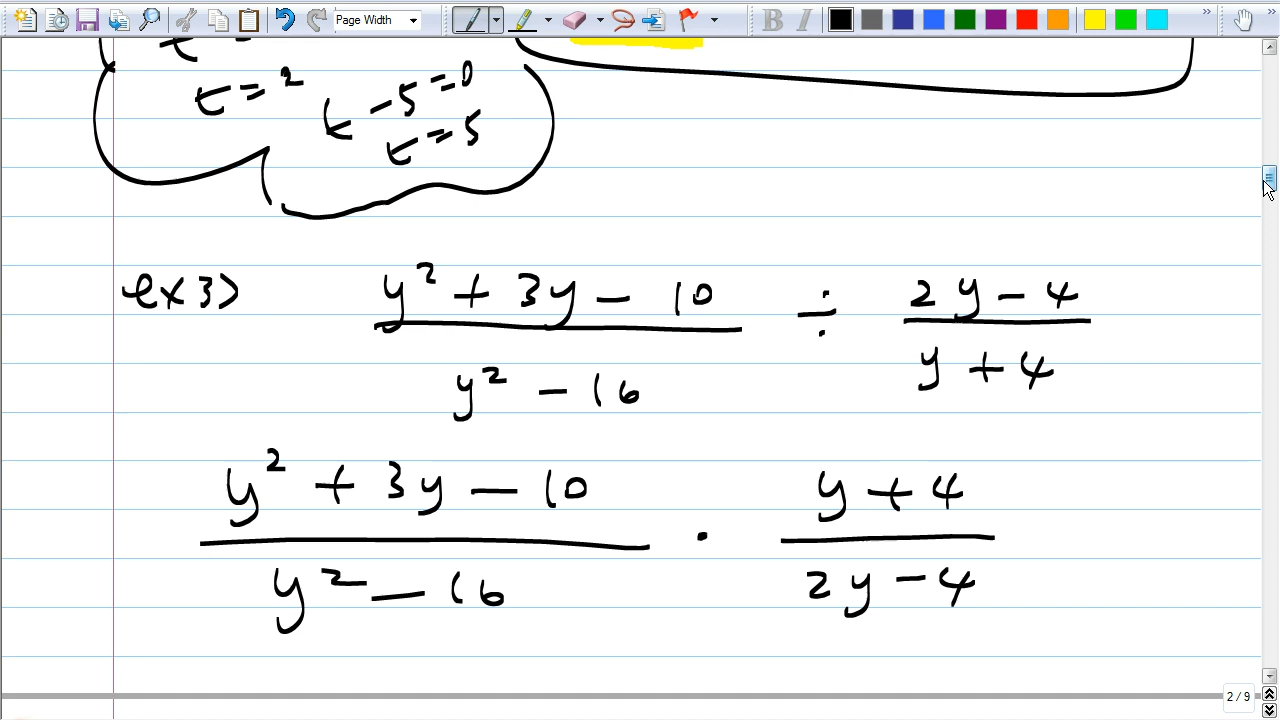 Page Width
B I
t =
t = 2 t - 5 = 0
t = 5
ex 3) y² + 3y - 10 ÷ 2y - 4
y² - 16 y + 4
y² + 3y - 10 · y + 4
y² - 16 2y - 4
2 / 9